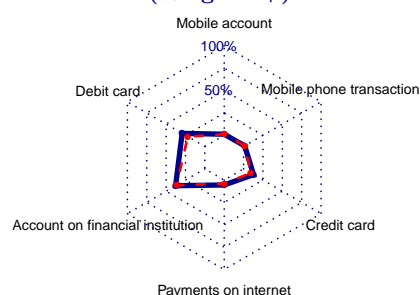 Mobile account
100%
Debit card
50%
Mobile phone transaction
Account on financial institution
Credit card
Payments on internet